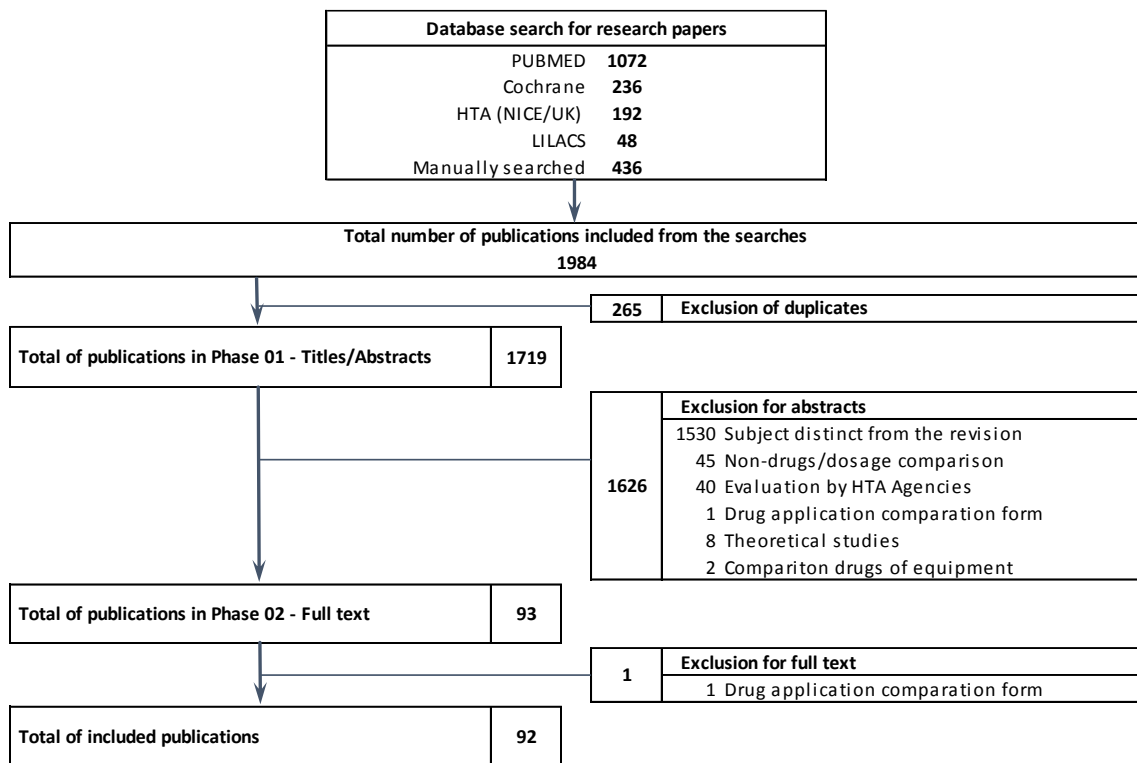 Database search for research papers
PUBMED 1072
Cochrane 236
HTA (NICE/UK) 192
LILACS 48
Manually searched 436
Total number of publications included from the searches
1984
265 Exclusion of duplicates
Total of publications in Phase 01 - Titles/Abstracts 1719
1626
Exclusion for abstracts
1530 Subject distinct from the revision
45 Non-drugs/dosage comparison
40 Evaluation by HTA Agencies
1 Drug application comparation form
8 Theoretical studies
2 Compariton drugs of equipment
Total of publications in Phase 02 - Full text 93
1
Exclusion for full text
1 Drug application comparation form
Total of included publications 92